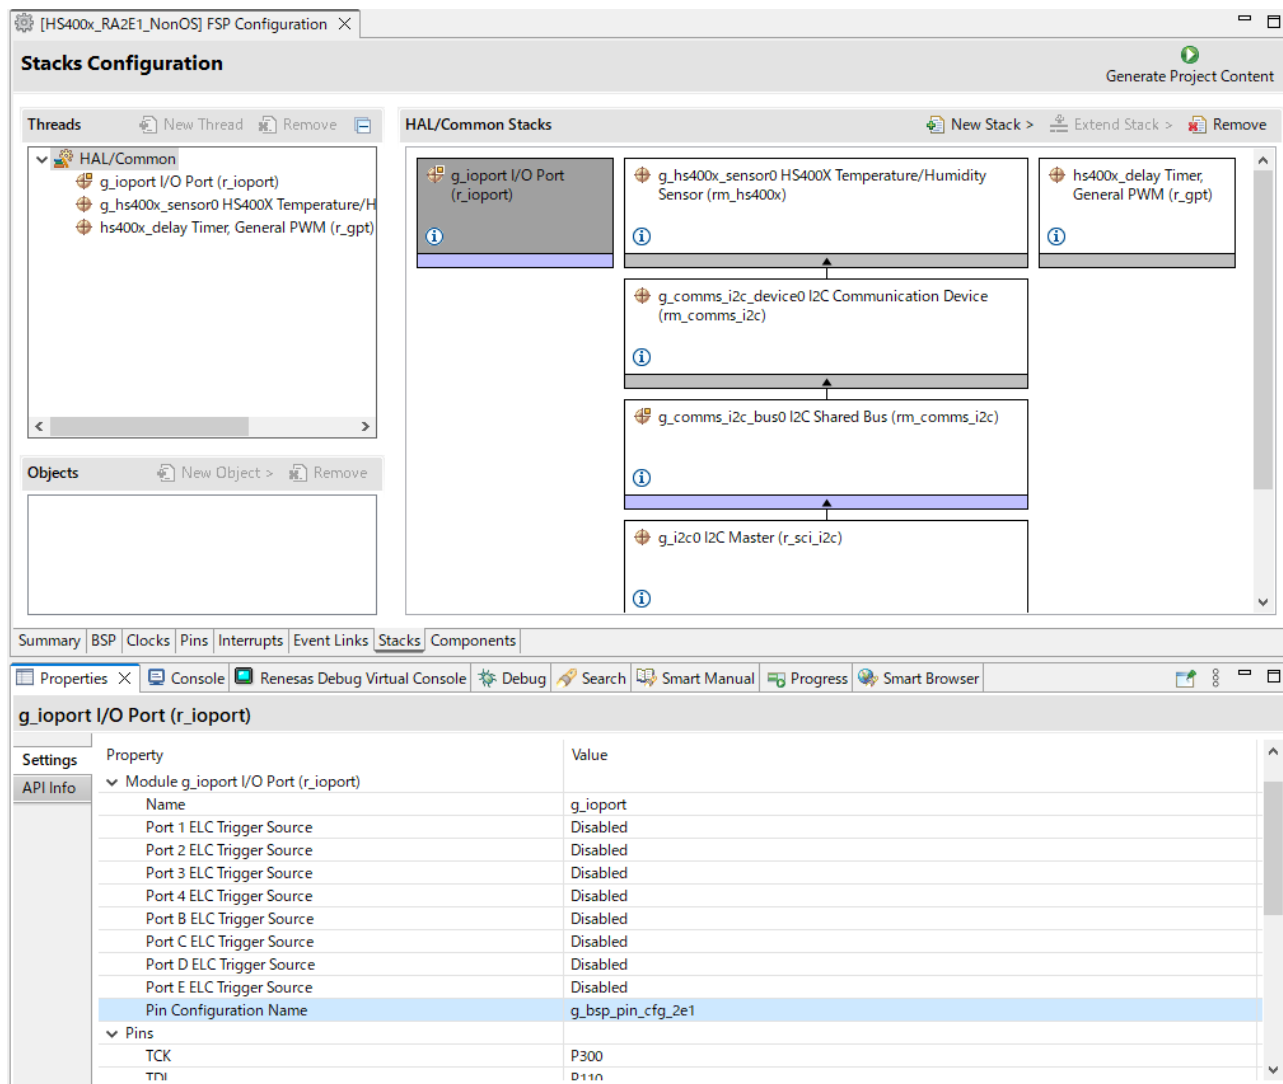 [HS400x_RA2E1_NonOS] FSP Configuration
Stacks Configuration
Generate Project Content
Threads
New Thread
Remove
HAL/Common
g_ioport I/O Port (r_ioport)
g_hs400x_sensor0 HS400X Temperature/H
hs400x_delay Timer, General PWM (r_gpt)
Objects
New Object >
Remove
HAL/Common Stacks
New Stack >
Extend Stack >
Remove
g_ioport I/O Port
(r_ioport)
g_hs400x_sensor0 HS400X Temperature/Humidity
Sensor (rm_hs400x)
hs400x_delay Timer,
General PWM (r_gpt)
g_comms_i2c_device0 I2C Communication Device
(rm_comms_i2c)
g_comms_i2c_bus0 I2C Shared Bus (rm_comms_i2c)
g_i2c0 I2C Master (r_sci_i2c)
Summary BSP Clocks Pins Interrupts Event Links Stacks Components
Properties Console Renesas Debug Virtual Console Debug Search Smart Manual Progress Smart Browser
g_ioport I/O Port (r_ioport)
Settings
API Info
Property Value
Module g_ioport I/O Port (r_ioport)
Name g_ioport
Port 1 ELC Trigger Source Disabled
Port 2 ELC Trigger Source Disabled
Port 3 ELC Trigger Source Disabled
Port 4 ELC Trigger Source Disabled
Port B ELC Trigger Source Disabled
Port C ELC Trigger Source Disabled
Port D ELC Trigger Source Disabled
Port E ELC Trigger Source Disabled
Pin Configuration Name g_bsp_pin_cfg_2e1
Pins
TCK P300
TDI P110